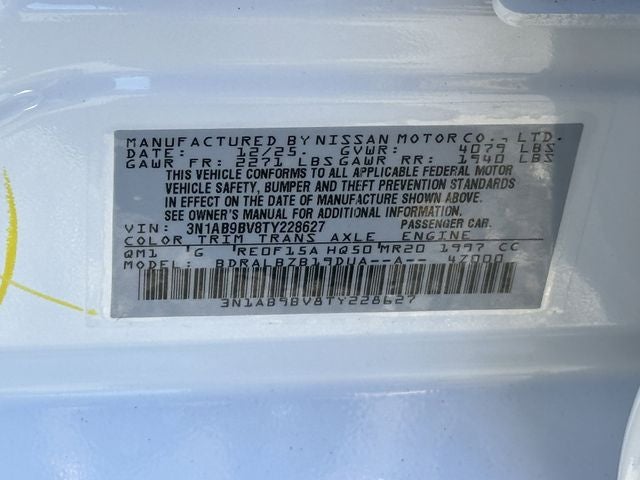 MANUFACTURED BY NISSAN MOTOR CO., LTD.
DATE: 12/25. GVWR: 4079 LBS
GAWR FR: 2271 LBS GAWR RR: 1940 LBS
THIS VEHICLE CONFORMS TO ALL APPLICABLE FEDERAL MOTOR
VEHICLE SAFETY, BUMPER AND THEFT PREVENTION STANDARDS
IN EFFECT ON THE DATE OF MANUFACTURE SHOWN ABOVE.
SEE OWNER'S MANUAL FOR ADDITIONAL INFORMATION.
VIN: 3N1AB9BV8TY228627 PASSENGER CAR.
COLOR TRIM TRANS AXLE ENGINE
QM1 G RE0F15A HQ50 MR20 1997 CC
MODEL: BDRALBZB19DUA--A-- 4Z000
3N1AB9BV8TY228627